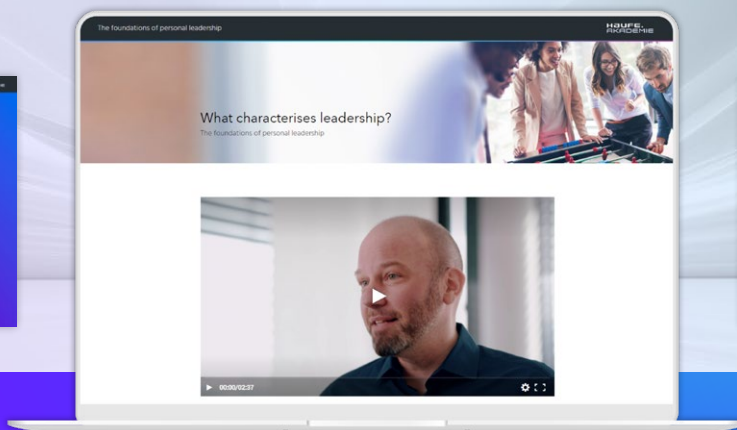 The foundations of personal leadership
HAUFE.
AKADEMIE
What characterises leadership?
The foundations of personal leadership
00:00/02:37